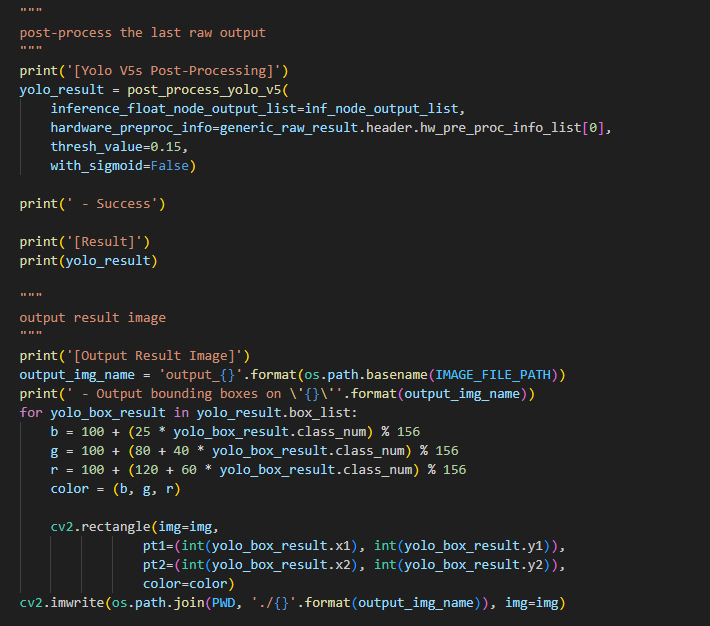 """
post-process the last raw output
"""
print('[Yolo V5s Post-Processing]')
yolo_result = post_process_yolo_v5(
    inference_float_node_output_list=inf_node_output_list,
    hardware_preproc_info=generic_raw_result.header.hw_pre_proc_info_list[0],
    thresh_value=0.15,
    with_sigmoid=False)

print(' - Success')

print('[Result]')
print(yolo_result)

"""
output result image
"""
print('[Output Result Image]')
output_img_name = 'output_{}'.format(os.path.basename(IMAGE_FILE_PATH))
print(' - Output bounding boxes on \'{}\''.format(output_img_name))
for yolo_box_result in yolo_result.box_list:
    b = 100 + (25 * yolo_box_result.class_num) % 156
    g = 100 + (80 + 40 * yolo_box_result.class_num) % 156
    r = 100 + (120 + 60 * yolo_box_result.class_num) % 156
    color = (b, g, r)

    cv2.rectangle(img=img,
                pt1=(int(yolo_box_result.x1), int(yolo_box_result.y1)),
                pt2=(int(yolo_box_result.x2), int(yolo_box_result.y2)),
                color=color)
cv2.imwrite(os.path.join(PWD, './{}'.format(output_img_name)), img=img)